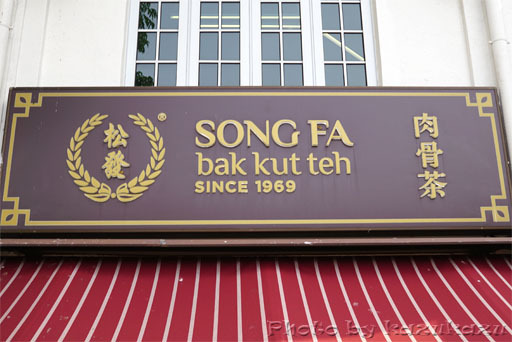 松發
®
SONG FA
bak kut teh
SINCE 1969
肉骨茶
Photo by kazukazu